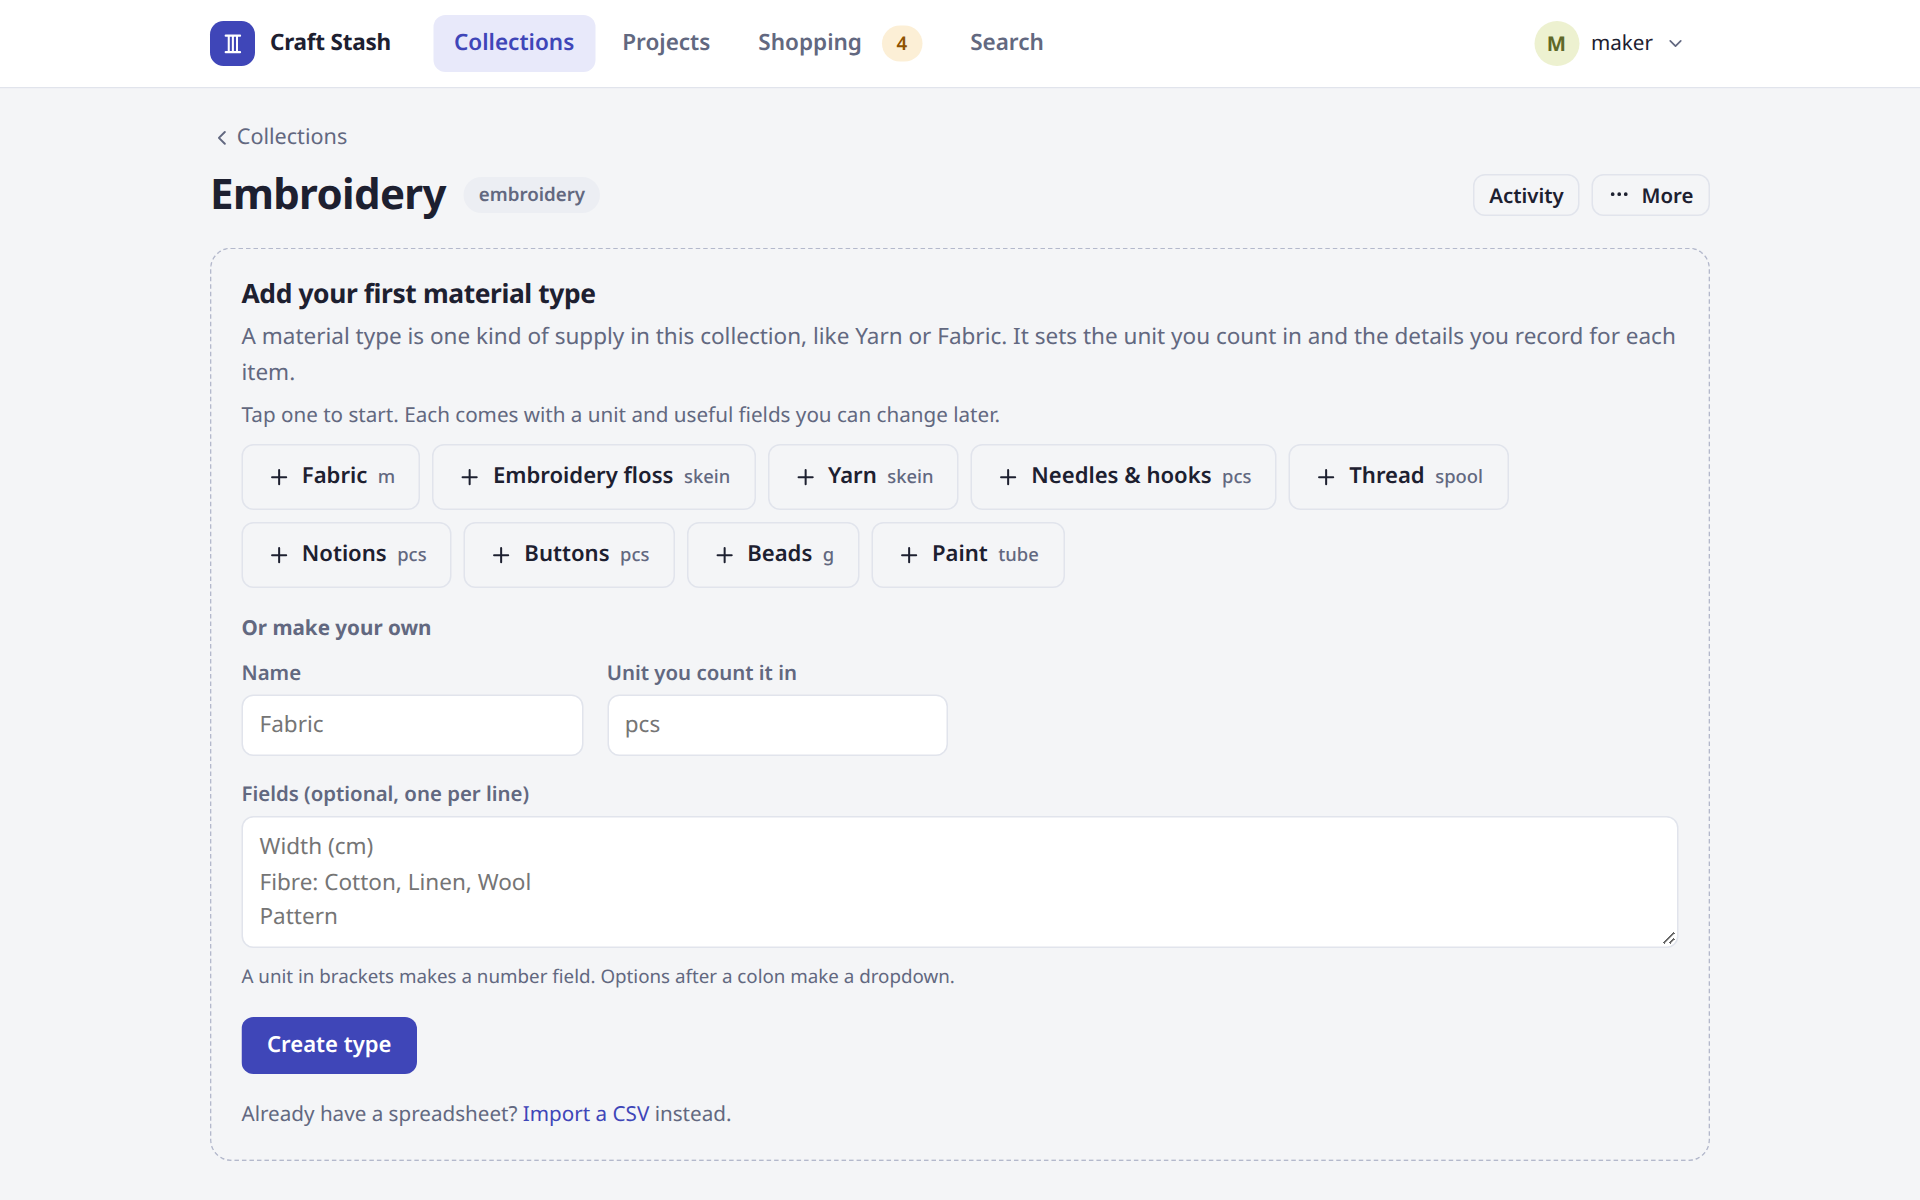 Craft Stash
Collections
Projects
Shopping 4
Search
M maker
Collections
Embroidery embroidery
Activity
More
Add your first material type
A material type is one kind of supply in this collection, like Yarn or Fabric. It sets the unit you count in and the details you record for each
item.
Tap one to start. Each comes with a unit and useful fields you can change later.
Fabric m
Embroidery floss skein
Yarn skein
Needles & hooks pcs
Thread spool
Notions pcs
Buttons pcs
Beads g
Paint tube
Or make your own
Name
Unit you count it in
Fabric
pcs
Fields (optional, one per line)
Width (cm)
Fibre: Cotton, Linen, Wool
Pattern
A unit in brackets makes a number field. Options after a colon make a dropdown.
Create type
Already have a spreadsheet? Import a CSV instead.